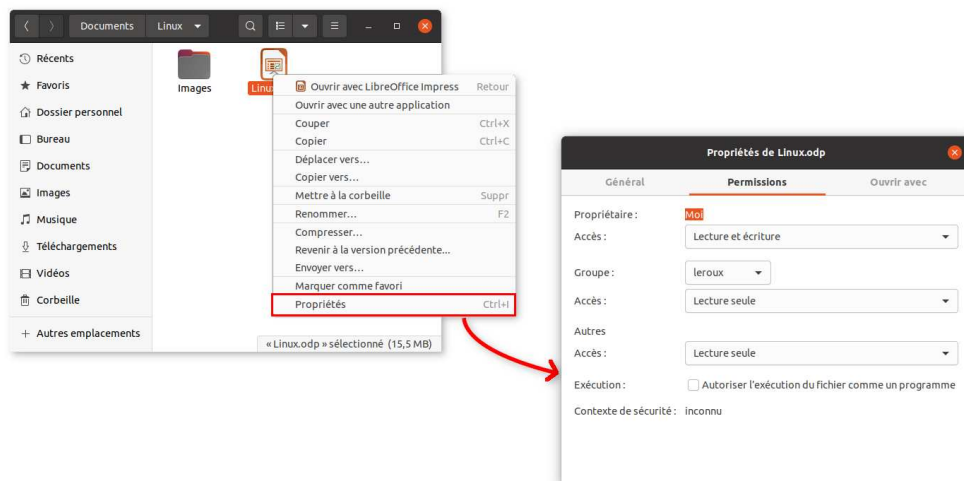 Documents Linux
Récents
Favoris
Dossier personnel
Bureau
Documents
Images
Musique
Téléchargements
Vidéos
Corbeille
+ Autres emplacements
Images
Linux
Ouvrir avec LibreOffice Impress Retour
Ouvrir avec une autre application
Couper Ctrl+X
Copier Ctrl+C
Déplacer vers…
Copier vers…
Mettre à la corbeille Suppr
Renommer… F2
Compresser…
Revenir à la version précédente…
Envoyer vers…
Marquer comme favori
Propriétés Ctrl+I
« Linux.odp » sélectionné (15,5 MB)
Propriétés de Linux.odp
Général Permissions Ouvrir avec
Propriétaire : Moi
Accès : Lecture et écriture
Groupe : leroux
Accès : Lecture seule
Autres
Accès : Lecture seule
Exécution : Autoriser l'exécution du fichier comme un programme
Contexte de sécurité : inconnu